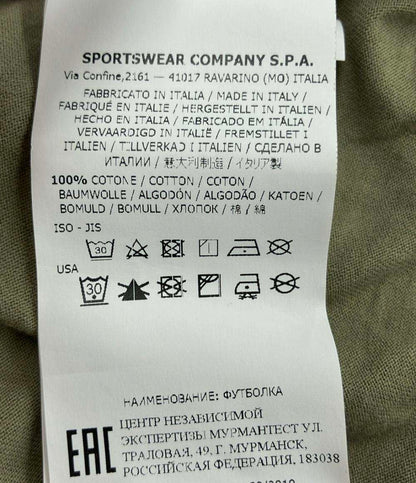 SPORTSWEAR COMPANY S.P.A.
Via Confine,2161 — 41017 RAVARINO (MO) ITALIA
FABBRICATO IN ITALIA / MADE IN ITALY /
FABRIQUÉ EN ITALIE / HERGESTELLT IN ITALIEN /
HECHO EN ITALIA / FABRICADO EM ITÁLIA /
VERVAARDIGD IN ITALIË / FREMSTILLET I
ITALIEN / TILLVERKAD I ITALIEN / СДЕЛАНО В
ИТАЛИИ / 意大利制造 / イタリア製
100% COTONE / COTTON / COTON /
BAUMWOLLE / ALGODÓN / ALGODÃO / KATOEN /
BOMULD / BOMULL / ХЛОПОК / 棉 / 綿
ISO - JIS
30
USA
30
НАИМЕНОВАНИЕ: ФУТБОЛКА
EAC
ЦЕНТР НЕЗАВИСИМОЙ
ЭКСПЕРТИЗЫ МУРМАНТЕСТ УЛ.
ТРАЛОВАЯ, 49, Г. МУРМАНСК,
РОССИЙСКАЯ ФЕДЕРАЦИЯ, 183038